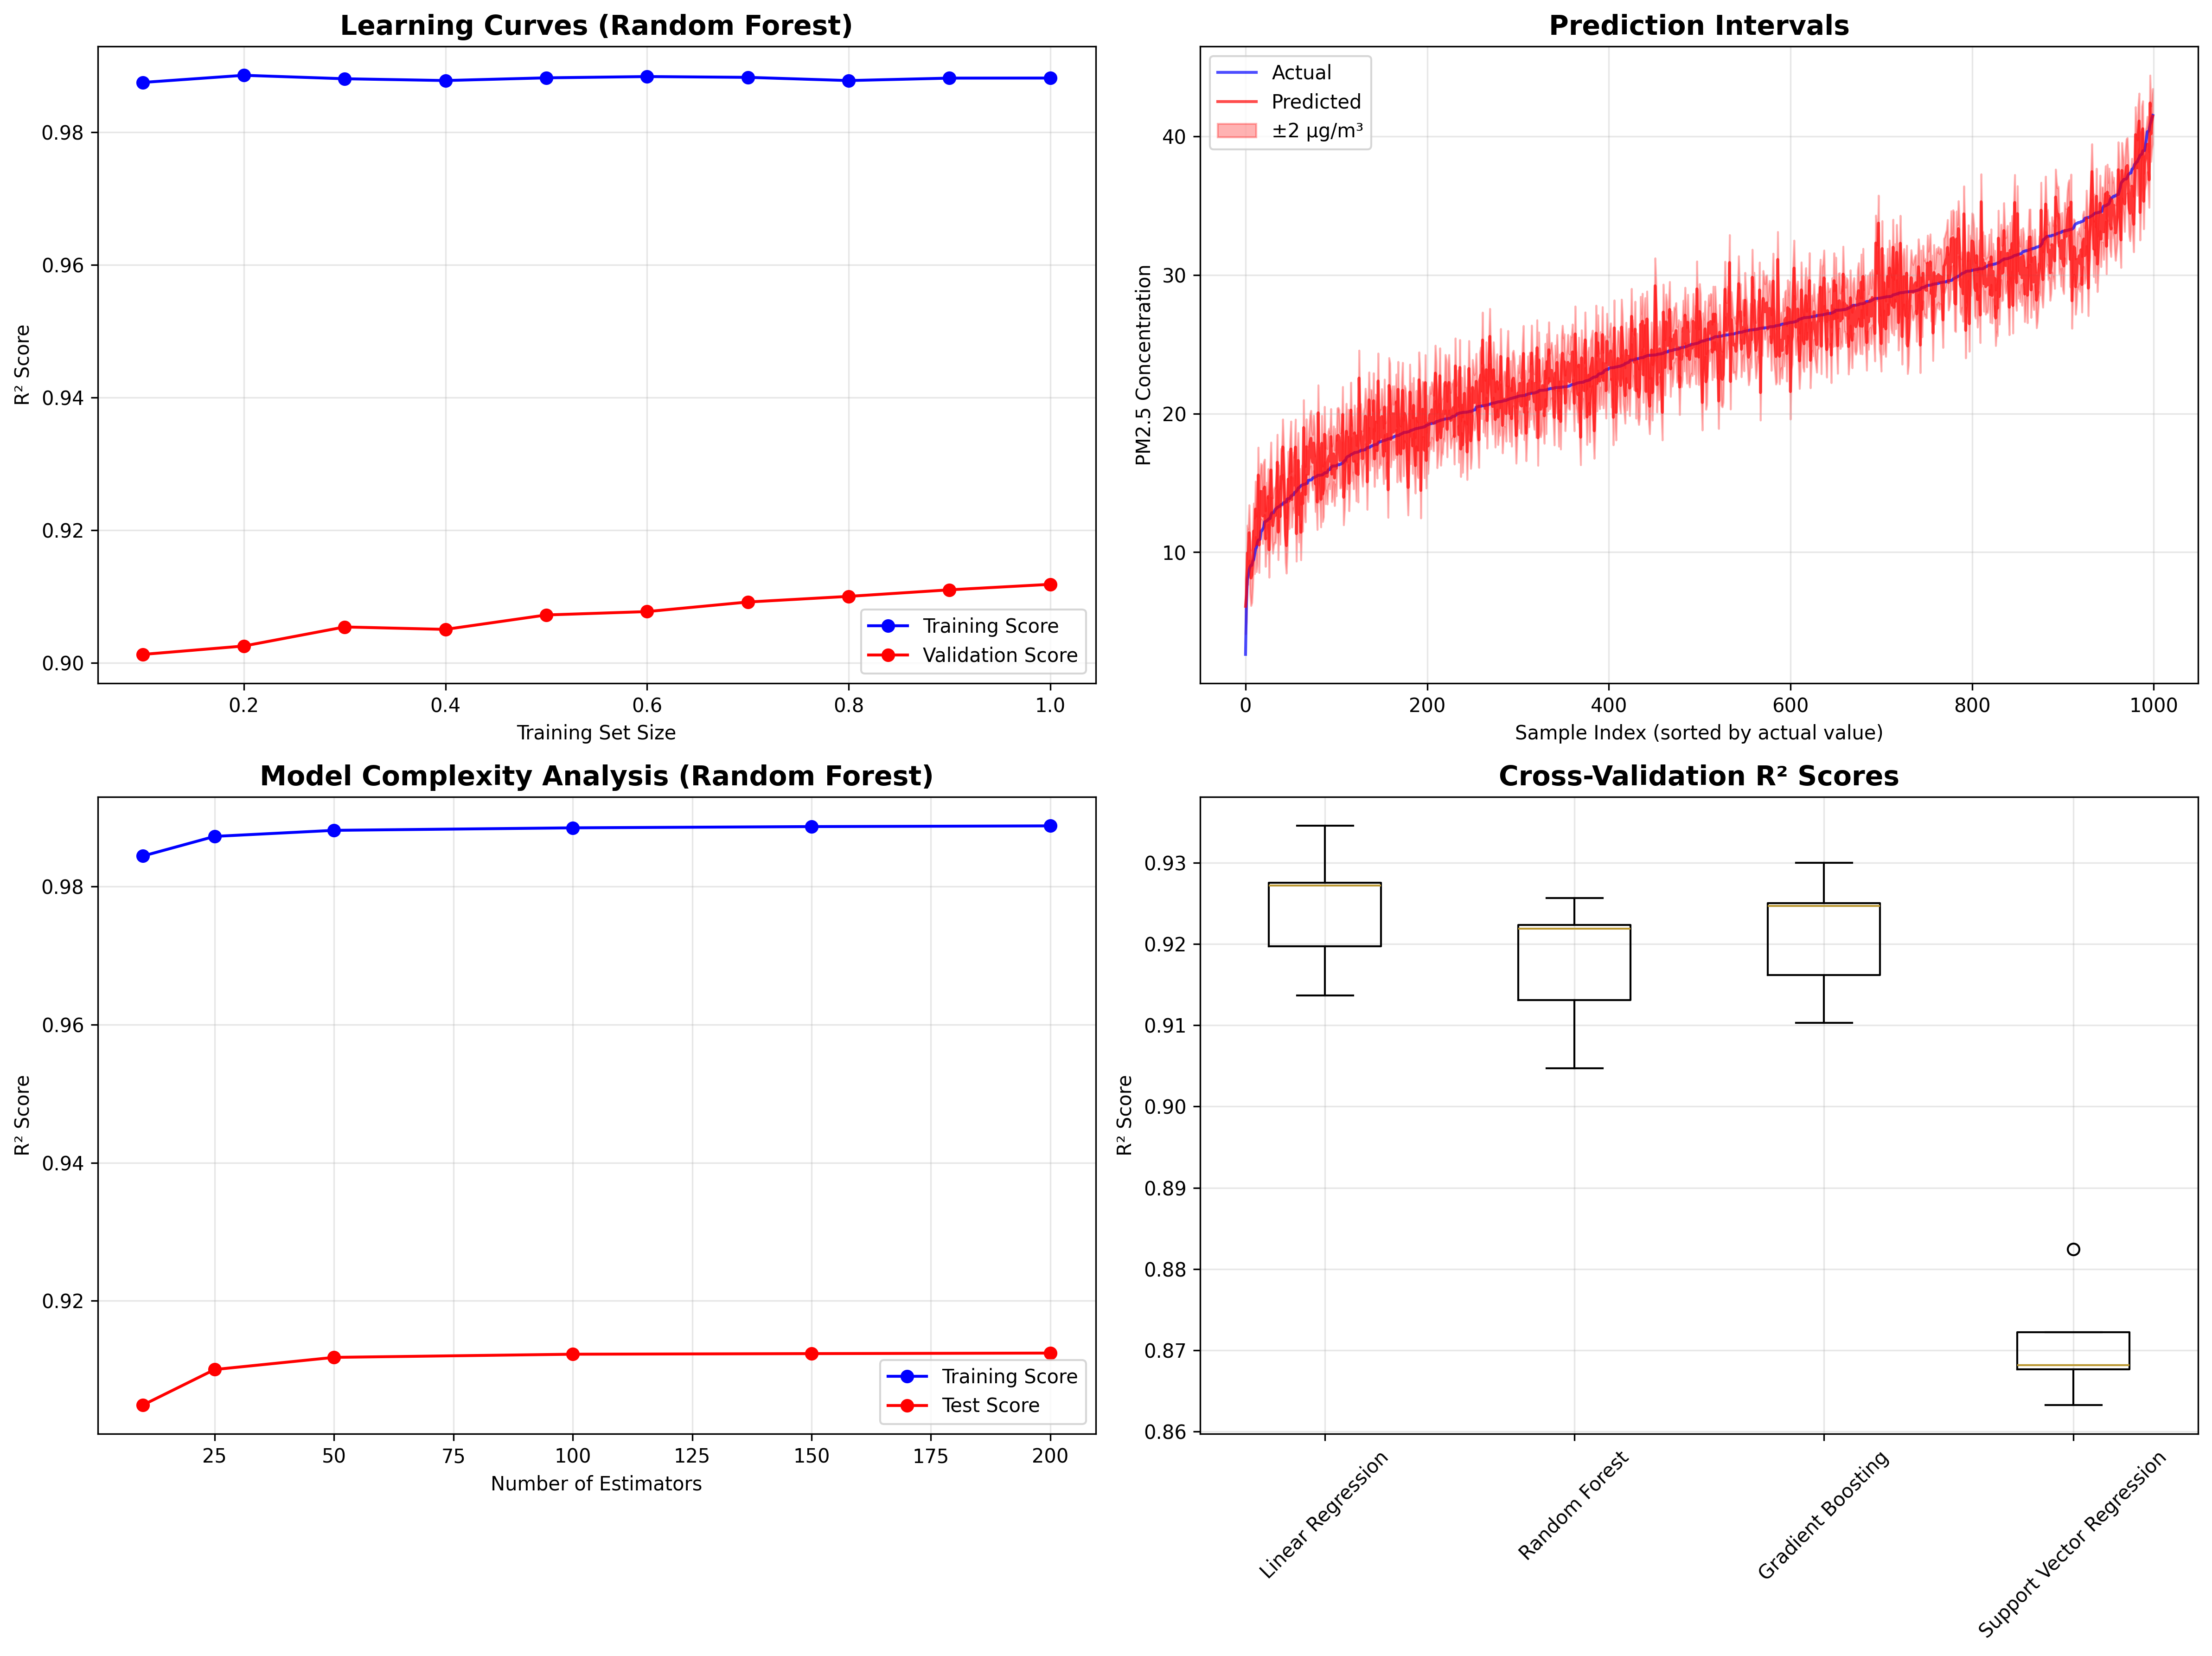 Learning Curves (Random Forest)
R² Score
0.98
0.96
0.94
0.92
0.90
0.2 0.4 0.6 0.8 1.0
Training Set Size
Training Score
Validation Score
Prediction Intervals
PM2.5 Concentration
40
30
20
10
0 200 400 600 800 1000
Sample Index (sorted by actual value)
Actual
Predicted
±2 μg/m³
Model Complexity Analysis (Random Forest)
R² Score
0.98
0.96
0.94
0.92
25 50 75 100 125 150 175 200
Number of Estimators
Training Score
Test Score
Cross-Validation R² Scores
R² Score
0.93
0.92
0.91
0.90
0.89
0.88
0.87
0.86
Linear Regression
Random Forest
Gradient Boosting
Support Vector Regression